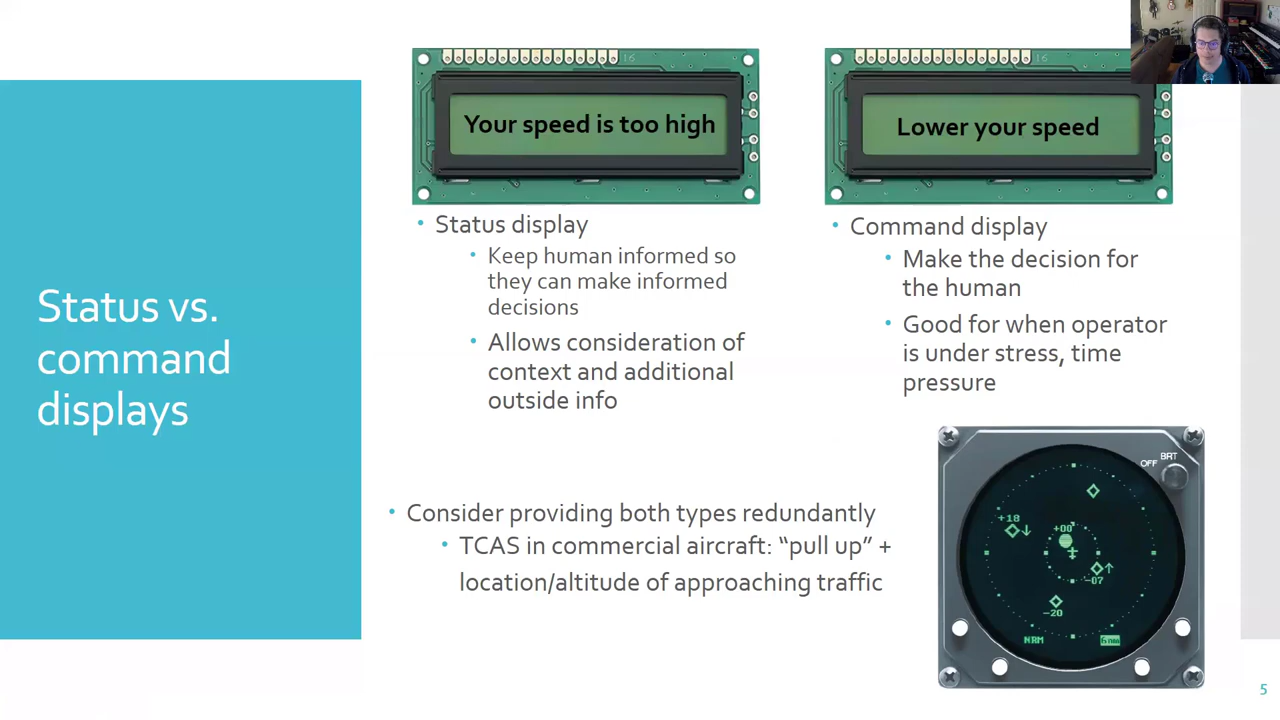 Status vs.
command
displays
16
Your speed is too high
• Status display
• Keep human informed so
they can make informed
decisions
• Allows consideration of
context and additional
outside info
16
Lower your speed
• Command display
• Make the decision for
the human
• Good for when operator
is under stress, time
pressure
• Consider providing both types redundantly
• TCAS in commercial aircraft: “pull up” +
location/altitude of approaching traffic
OFF BRT
+18
+00
-07
-20
NRM
5